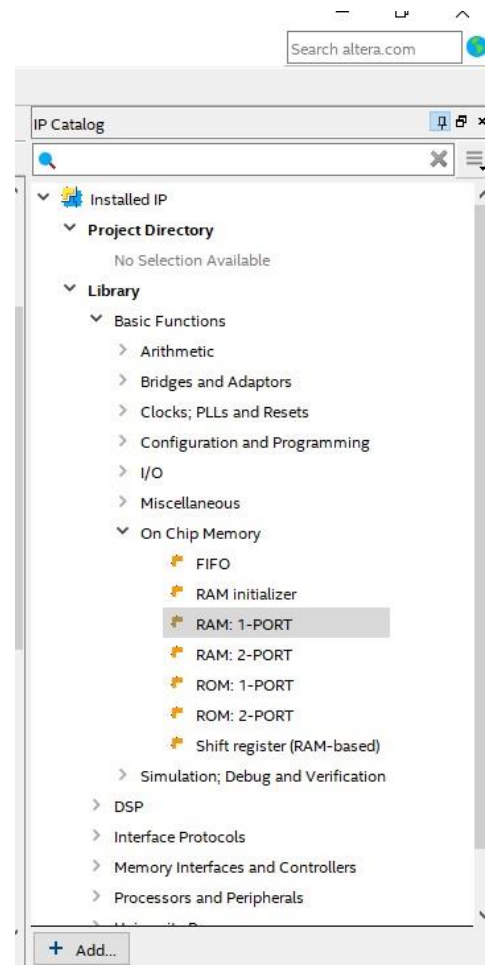 Search altera.com
IP Catalog
Installed IP
Project Directory
No Selection Available
Library
Basic Functions
Arithmetic
Bridges and Adaptors
Clocks; PLLs and Resets
Configuration and Programming
I/O
Miscellaneous
On Chip Memory
FIFO
RAM initializer
RAM: 1-PORT
RAM: 2-PORT
ROM: 1-PORT
ROM: 2-PORT
Shift register (RAM-based)
Simulation; Debug and Verification
DSP
Interface Protocols
Memory Interfaces and Controllers
Processors and Peripherals
+ Add...